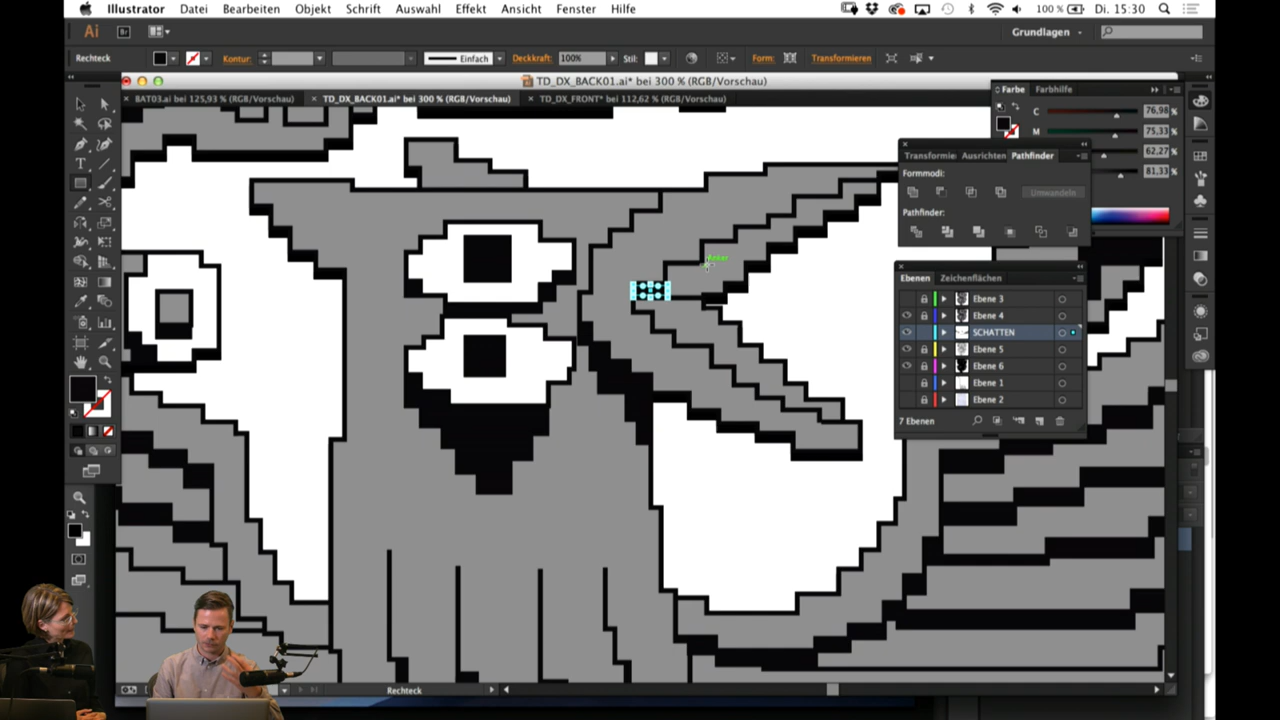 Illustrator Datei Bearbeiten Objekt Schrift Auswahl Effekt Ansicht Fenster Hilfe 100 % Di. 15:30
Ai Br Grundlagen
Rechteck Kontur: Einfach Deckkraft: 100% Stil: Form: Transformieren
TD_DX_BACK01.ai* bei 300 % (RGB/Vorschau)
BAT03.ai bei 125,93 % (RGB/Vorschau) TD_DX_BACK01.ai* bei 300 % (RGB/Vorschau) TD_DX_FRONT* bei 112,62 % (RGB/Vorschau)
Farbe Farbhilfe
C 76,98 %
M 75,33 %
62,27 %
81,33 %
Transformie Ausrichten Pathfinder
Formmodi:
Umwandeln
Pathfinder:
Anker
Ebenen Zeichenflächen
Ebene 3
Ebene 4
SCHATTEN
Ebene 5
Ebene 6
Ebene 1
Ebene 2
7 Ebenen
Rechteck